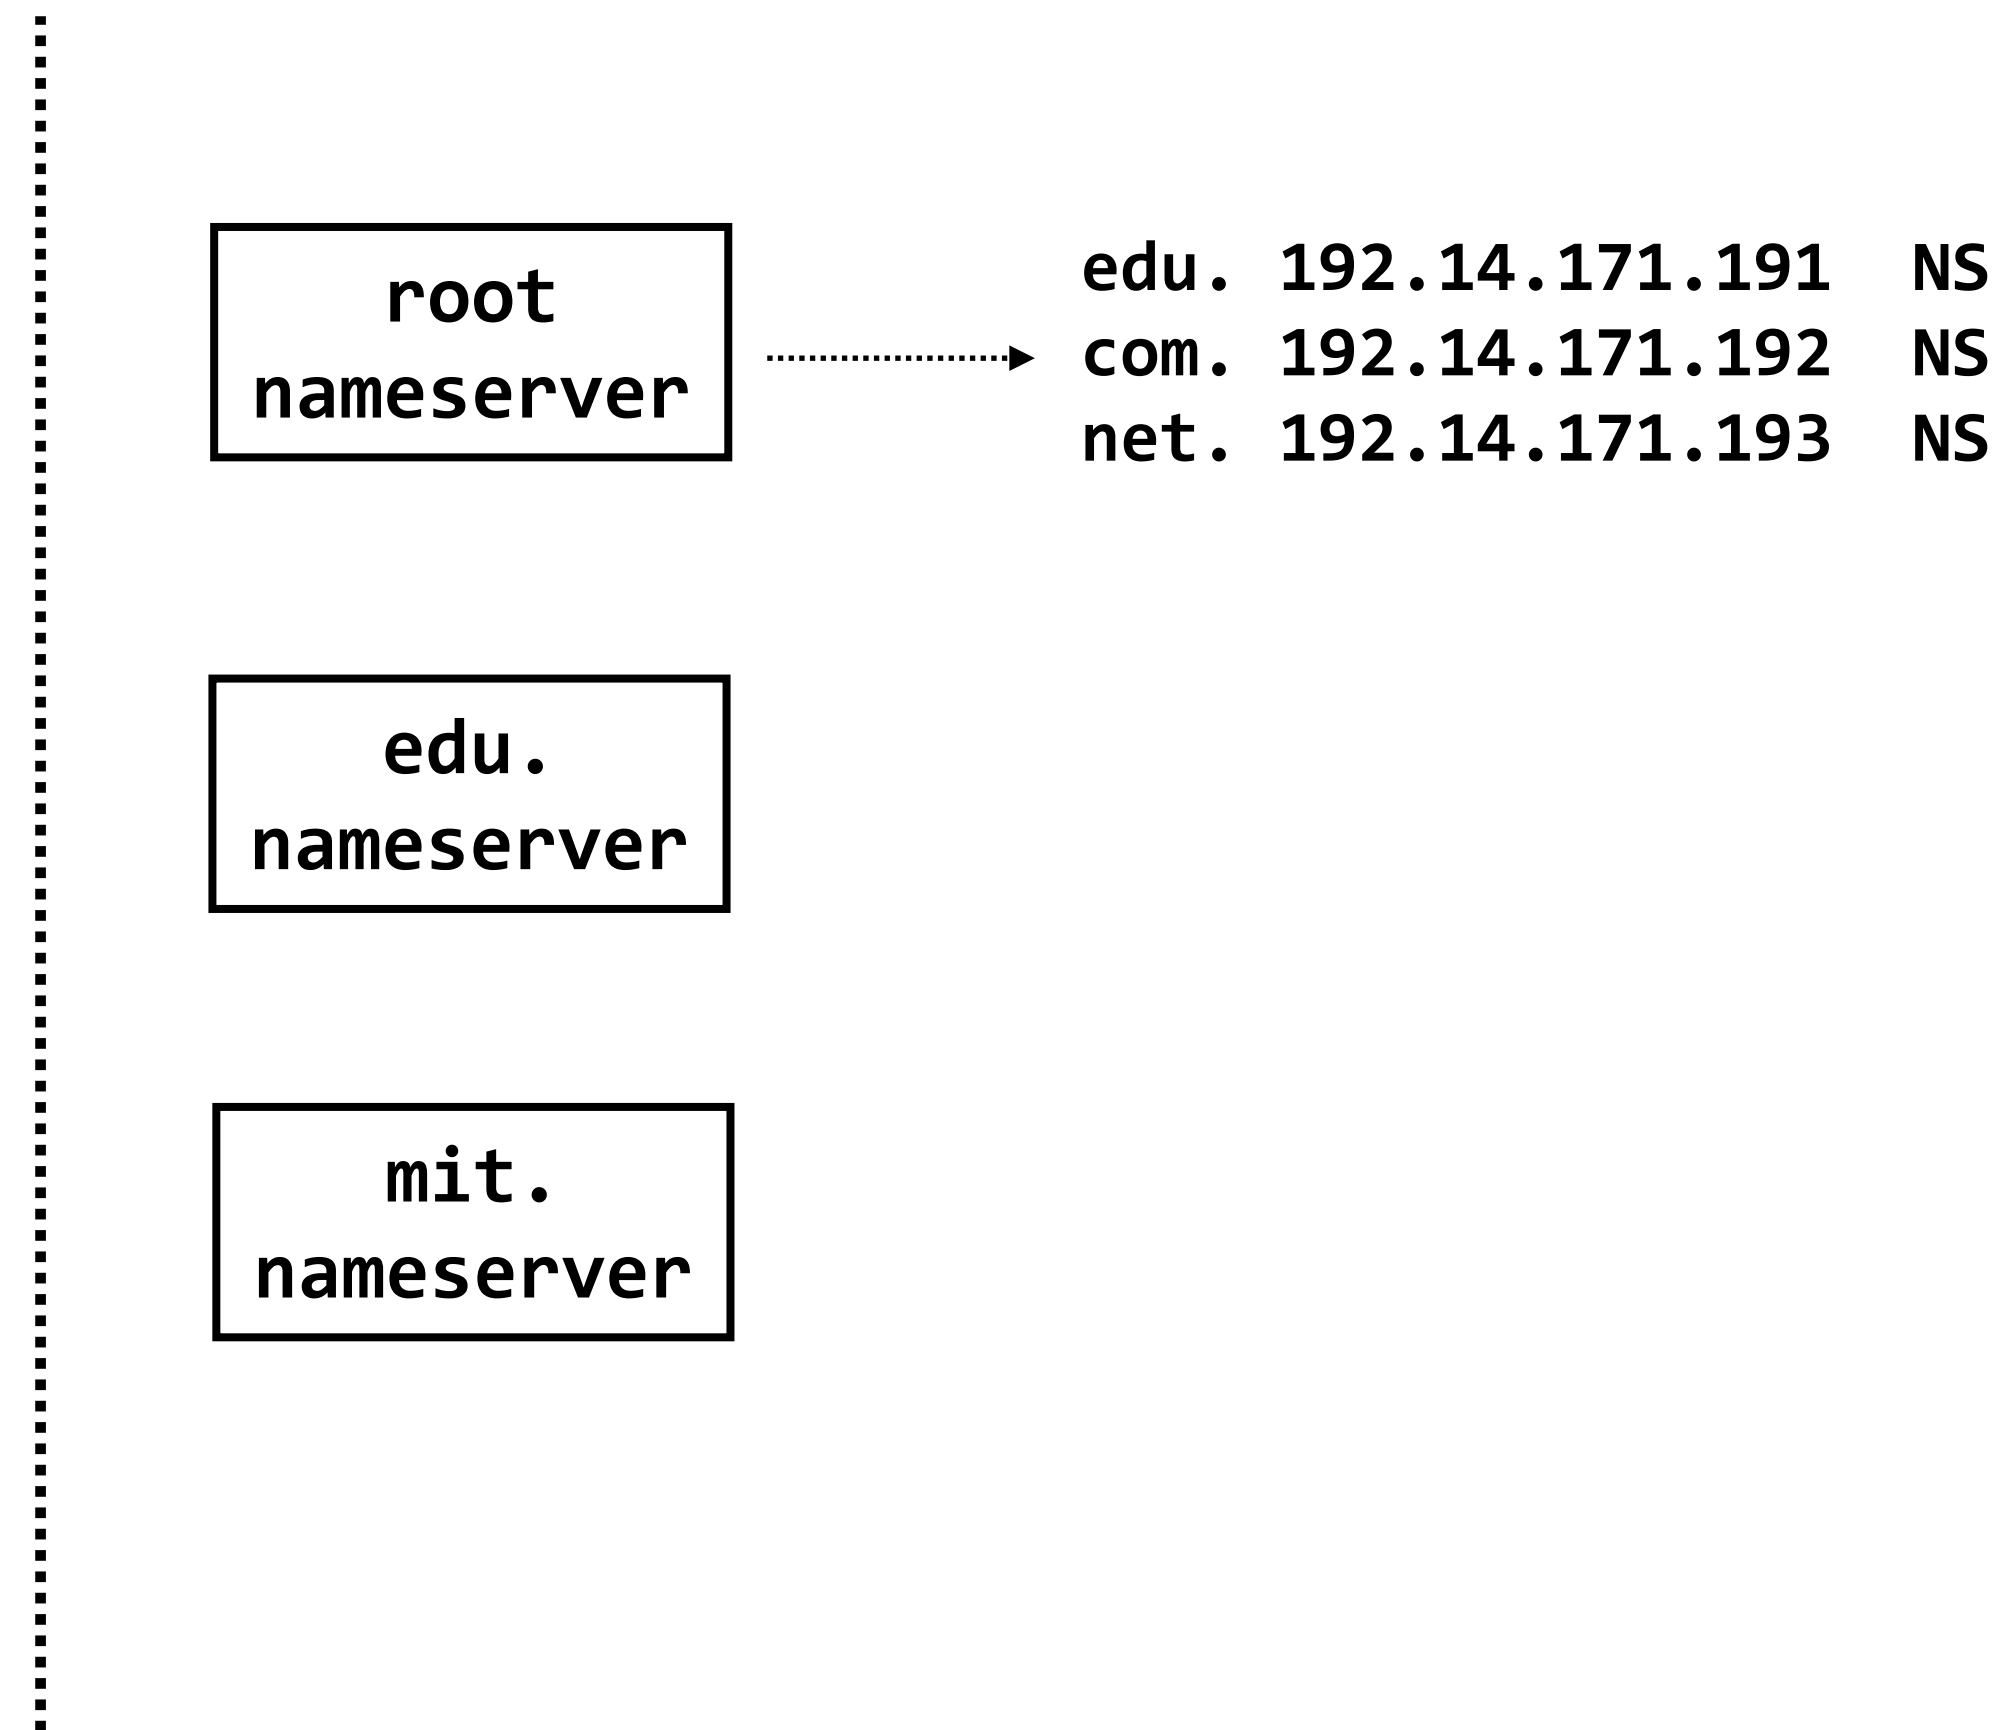 root
nameserver
edu. 192.14.171.191 NS
com. 192.14.171.192 NS
net. 192.14.171.193 NS
edu.
nameserver
mit.
nameserver